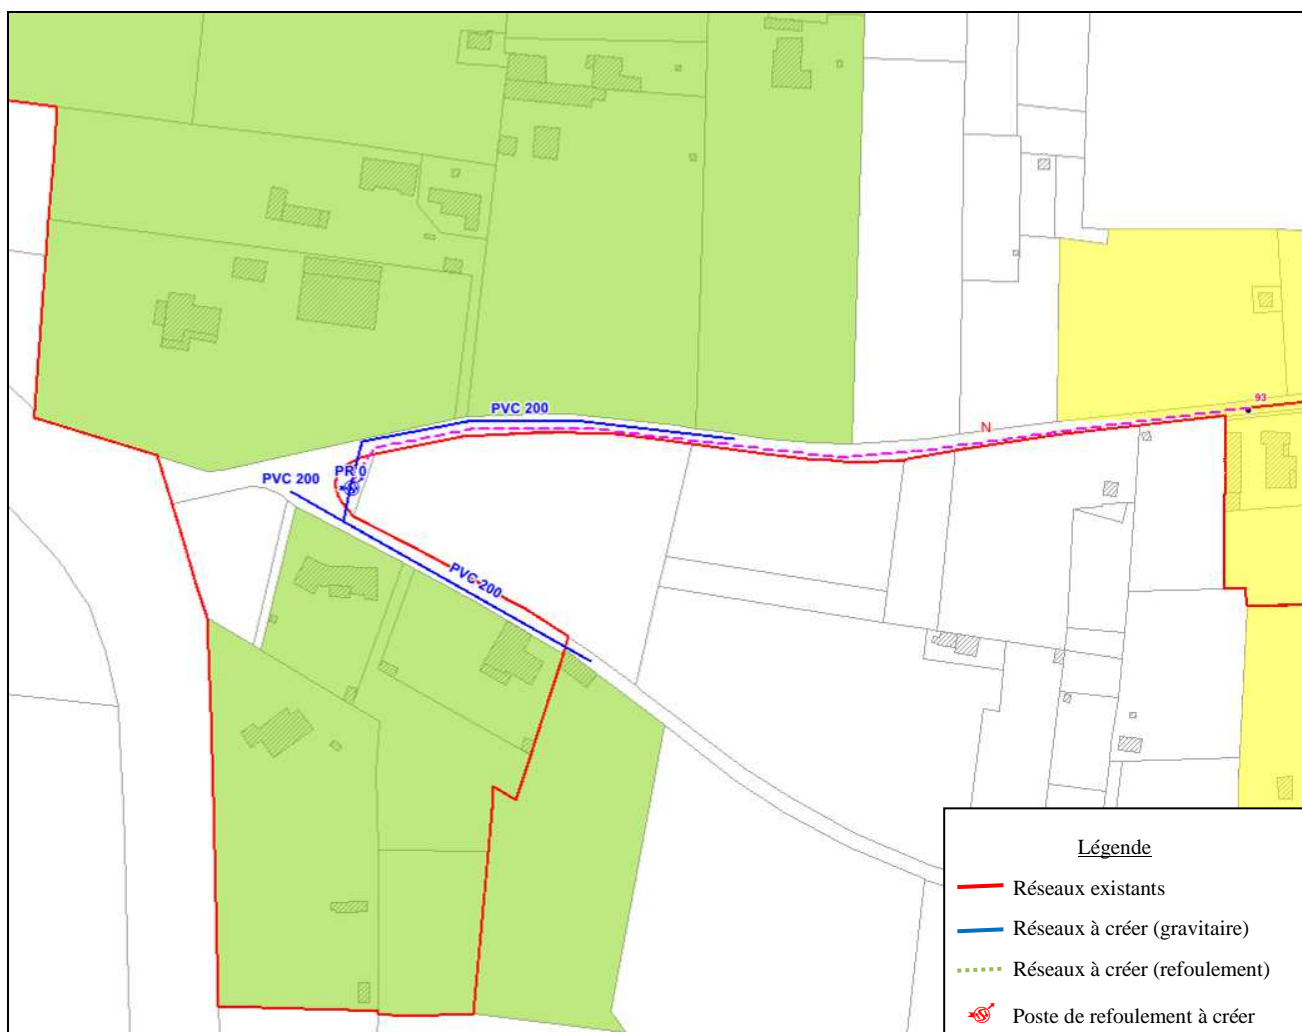 93
PVC 200
N
PR 0
PVC 200
PVC 200
Légende
Réseaux existants
Réseaux à créer (gravitaire)
Réseaux à créer (refoulement)
Poste de refoulement à créer